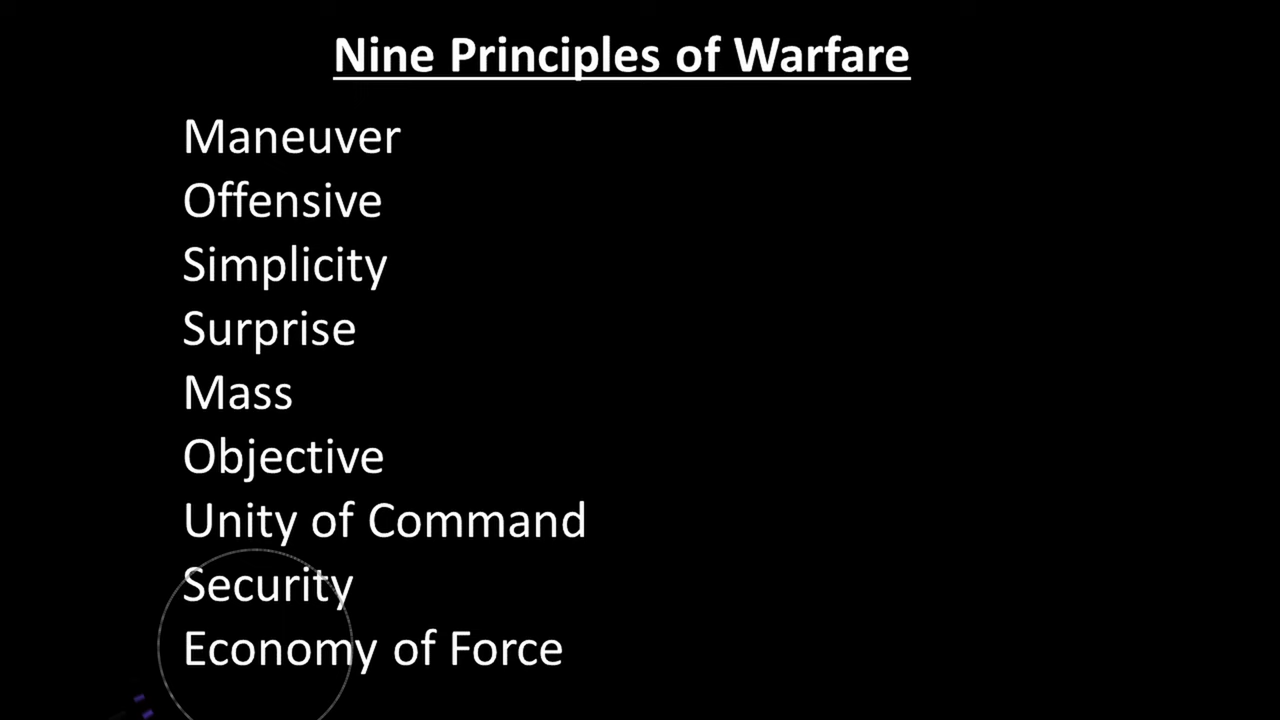 Nine Principles of Warfare
Maneuver
Offensive
Simplicity
Surprise
Mass
Objective
Unity of Command
Security
Economy of Force